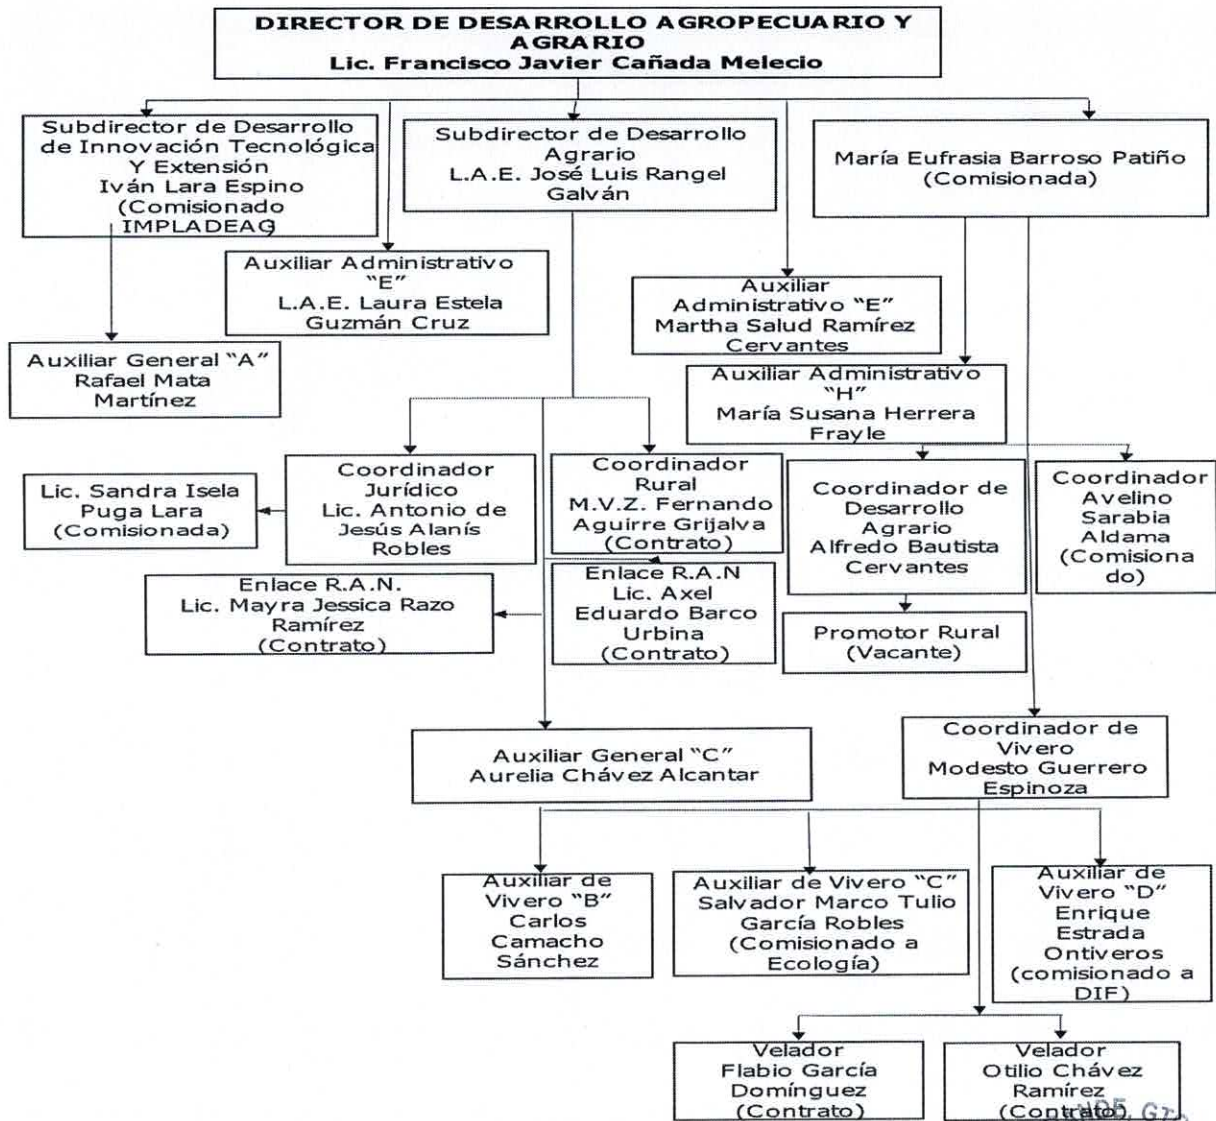 DIRECTOR DE DESARROLLO AGROPECUARIO Y
AGRARIO
Lic. Francisco Javier Cañada Melecio
Subdirector de Desarrollo
de Innovación Tecnológica
Y Extensión
Iván Lara Espino
(Comisionado
IMPLADEAG)
Subdirector de Desarrollo
Agrario
L.A.E. José Luis Rangel
Galván
María Eufrasia Barroso Patiño
(Comisionada)
Auxiliar Administrativo
"E"
L.A.E. Laura Estela
Guzmán Cruz
Auxiliar
Administrativo "E"
Martha Salud Ramírez
Cervantes
Auxiliar General "A"
Rafael Mata
Martínez
Auxiliar Administrativo
"H"
María Susana Herrera
Frayle
Lic. Sandra Isela
Puga Lara
(Comisionada)
Coordinador
Jurídico
Lic. Antonio de
Jesús Alanís
Robles
Coordinador
Rural
M.V.Z. Fernando
Aguirre Grijalva
(Contrato)
Coordinador de
Desarrollo
Agrario
Alfredo Bautista
Cervantes
Coordinador
Avelino
Sarabia
Aldama
(Comisiona
do)
Enlace R.A.N.
Lic. Mayra Jessica Razo
Ramírez
(Contrato)
Enlace R.A.N
Lic. Axel
Eduardo Barco
Urbina
(Contrato)
Promotor Rural
(Vacante)
Auxiliar General "C"
Aurelia Chávez Alcantar
Coordinador de
Vivero
Modesto Guerrero
Espinoza
Auxiliar de
Vivero "B"
Carlos
Camacho
Sánchez
Auxiliar de Vivero "C"
Salvador Marco Tulio
García Robles
(Comisionado a
Ecología)
Auxiliar de
Vivero "D"
Enrique
Estrada
Ontiveros
(comisionado a
DIF)
Velador
Flabio García
Domínguez
(Contrato)
Velador
Otilio Chávez
Ramírez
(Contrato)
GTO